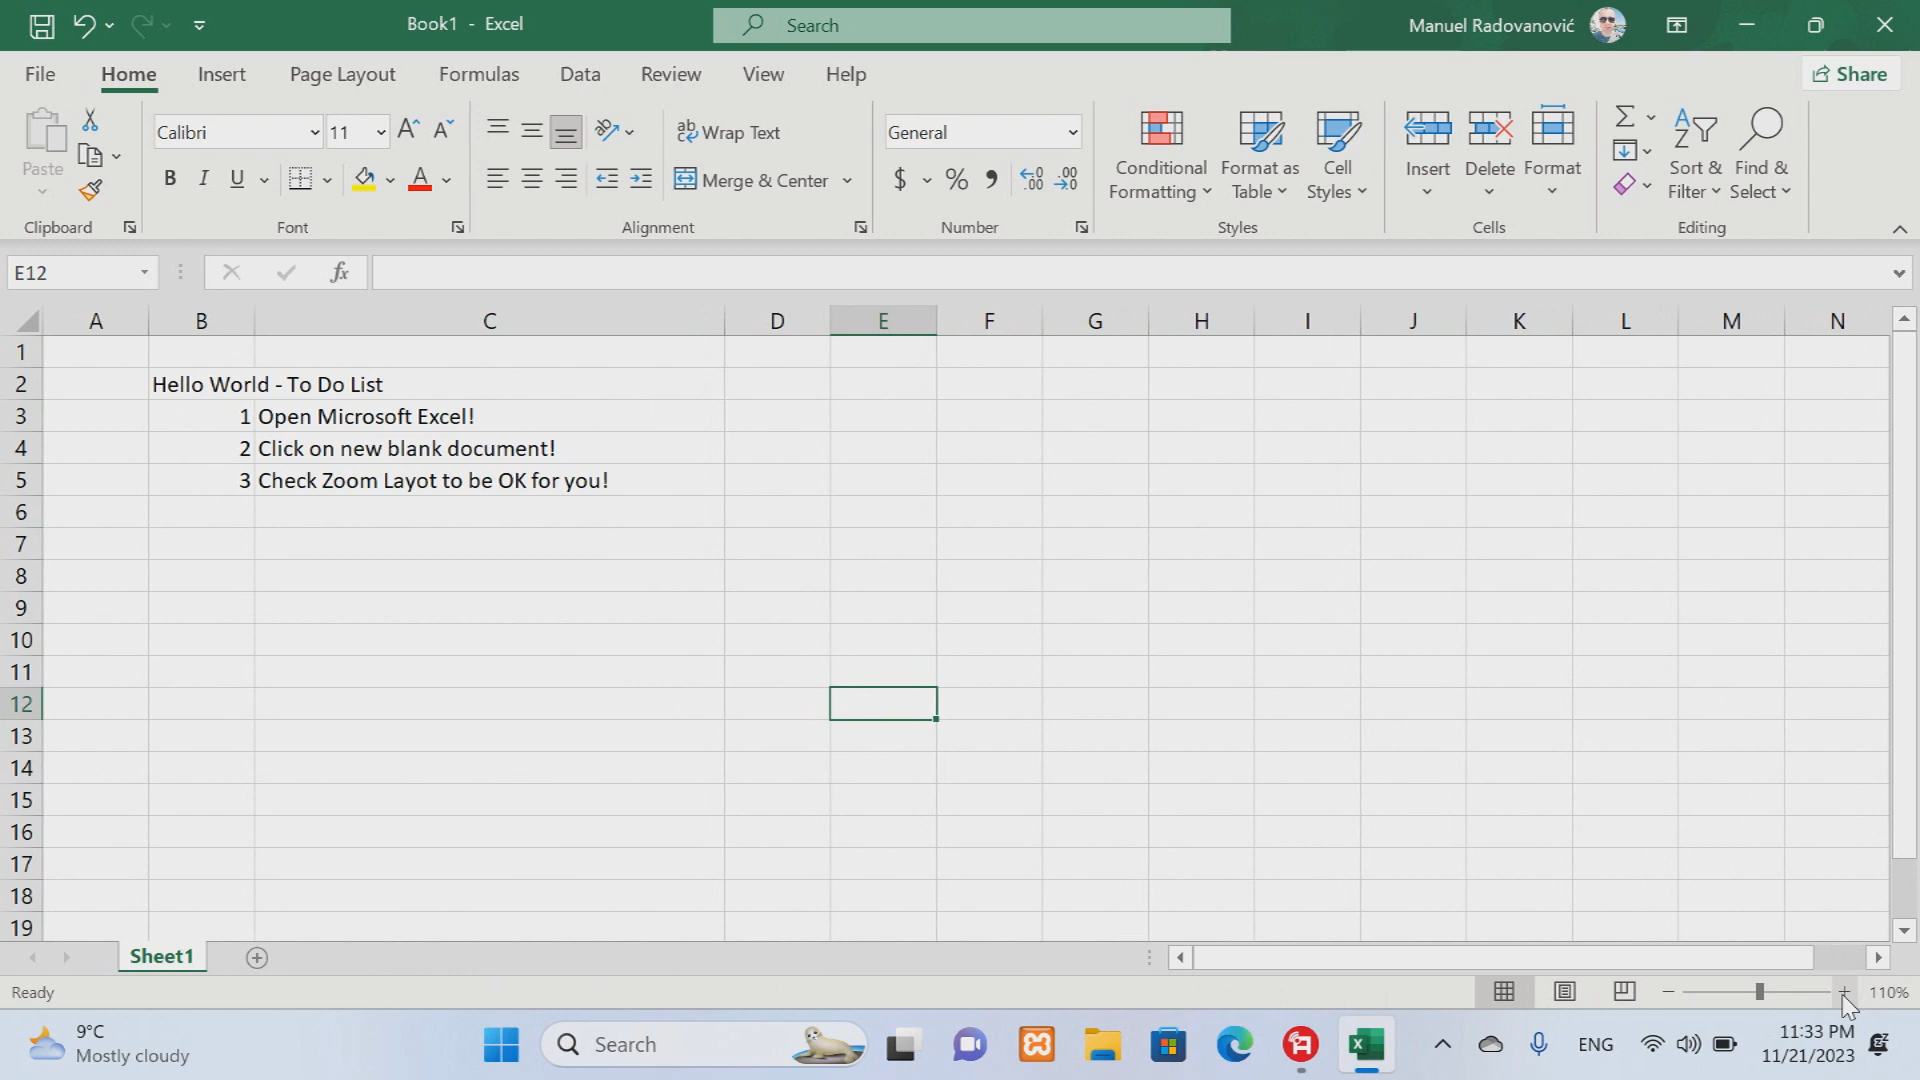 Book1 - Excel
Search
Manuel Radovanović
File Home Insert Page Layout Formulas Data Review View Help
Share
Paste
Clipboard
Calibri
11
B I U
A
Font
ab Wrap Text
Merge & Center
Alignment
General
$ % 9
Number
Conditional Formatting
Format as Table
Cell Styles
Styles
Insert
Delete
Format
Cells
Sort & Filter
Find & Select
Editing
E12
fx
A B C D E F G H I J K L M N
1
2 Hello World - To Do List
3 1 Open Microsoft Excel!
4 2 Click on new blank document!
5 3 Check Zoom Layot to be OK for you!
6
7
8
9
10
11
12
13
14
15
16
17
18
19
Sheet1
Ready
110%
9°C
Mostly cloudy
Search
ENG
11:33 PM
11/21/2023